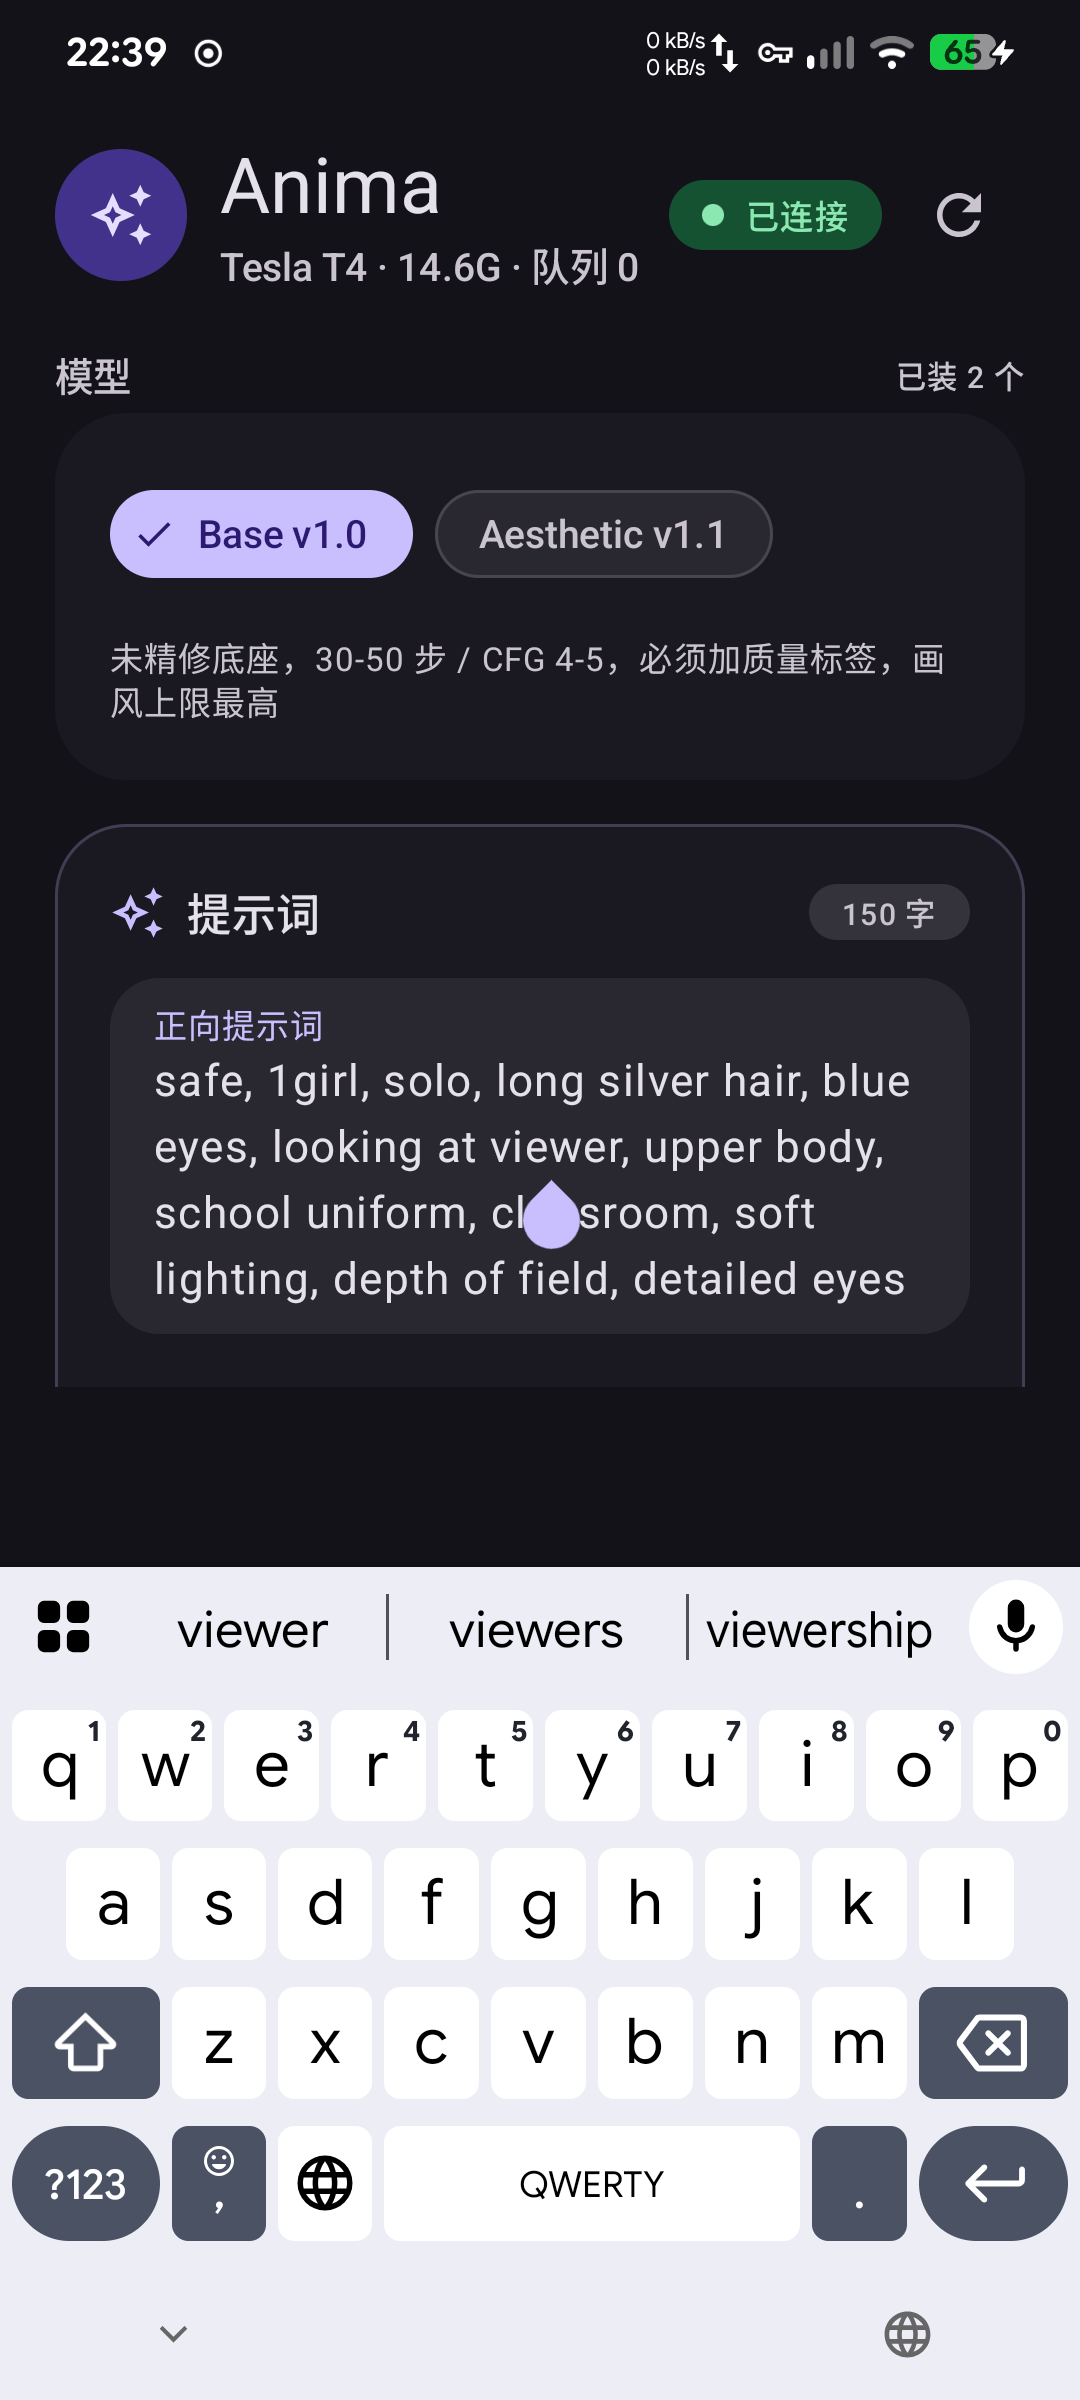 22:39
0 kB/s
0 kB/s
65
Anima
Tesla T4 · 14.6G · 队列 0
已连接
模型
已装 2 个
Base v1.0
Aesthetic v1.1
未精修底座，30-50 步 / CFG 4-5，必须加质量标签，画
风上限最高
提示词
150 字
正向提示词
safe, 1girl, solo, long silver hair, blue
eyes, looking at viewer, upper body,
school uniform, cl sroom, soft
lighting, depth of field, detailed eyes
viewer
viewers
viewership
q 1 w 2 e 3 r 4 t 5 y 6 u 7 i 8 o 9 p 0
a s d f g h j k l
z x c v b n m
?123 , QWERTY .